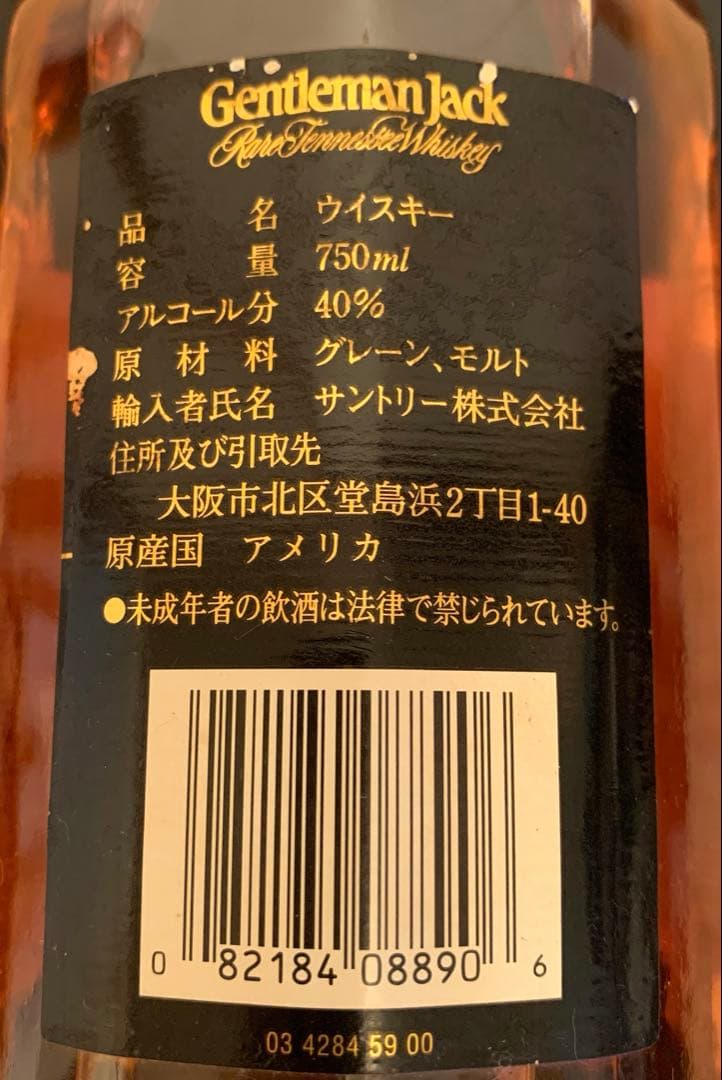 Gentleman Jack
Rare Tennessee Whiskey
品名 ウイスキー
容量 750ml
アルコール分 40%
原材料 グレーン、モルト
輸入者氏名 サントリー株式会社
住所及び引取先
大阪市北区堂島浜2丁目1-40
原産国 アメリカ
●未成年者の飲酒は法律で禁じられています。
0 82184 08890 6
03 4284 59 00